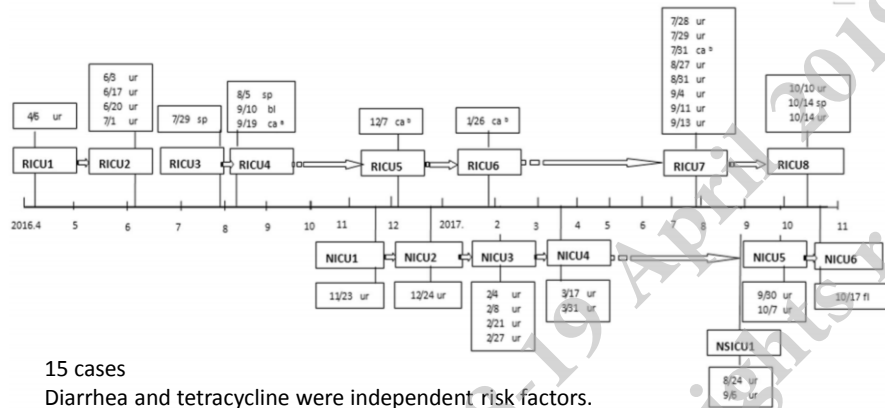 7/28 ur
7/29 ur
7/31 ca ᵇ
8/27 ur
8/31 ur
9/4 ur
9/11 ur
9/13 ur
6/3 ur
6/17 ur
6/20 ur
7/1 ur
10/10 ur
10/14 sp
10/14 ur
8/5 sp
9/10 bl
9/19 ca ᵃ
4/6 ur
7/29 sp
12/7 ca ᵇ
1/26 ca ᵇ
RICU1 RICU2 RICU3 RICU4 RICU5 RICU6 RICU7 RICU8
2016.4 5 6 7 8 9 10 11 12 2017. 2 3 4 5 6 7 8 9 10 11
NICU1 NICU2 NICU3 NICU4 NICU5 NICU6
11/23 ur
12/24 ur
2/4 ur
2/8 ur
2/21 ur
2/27 ur
3/17 ur
3/31 ur
9/30 ur
10/7 ur
10/17 fl
NSICU1
8/24 ur
9/6 ur
15 cases
Diarrhea and tetracycline were independent risk factors.
-19 April 201
ights r